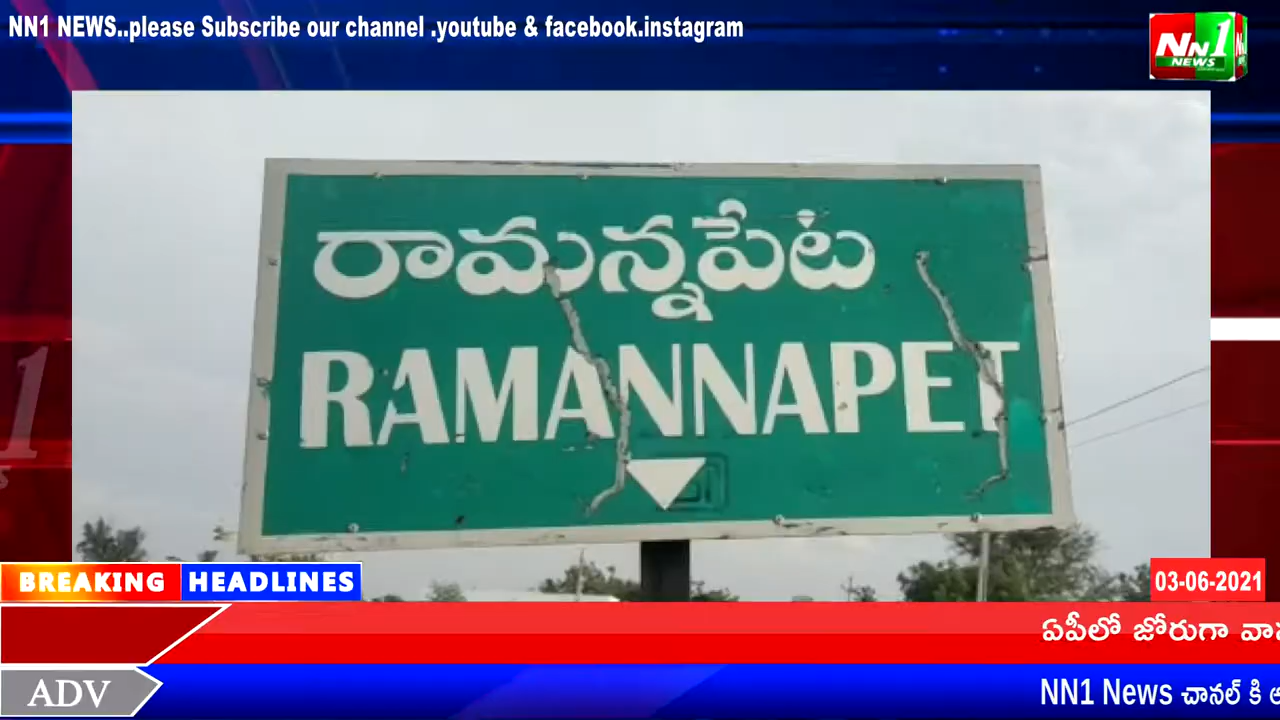 NN1 NEWS..please Subscribe our channel .youtube & facebook.instagram
NN1
NEWS
రామన్నపేట
RAMANNAPET
BREAKING HEADLINES
03-06-2021
ఏపీలో జోరుగా
ADV
NN1 News చానల్ కి